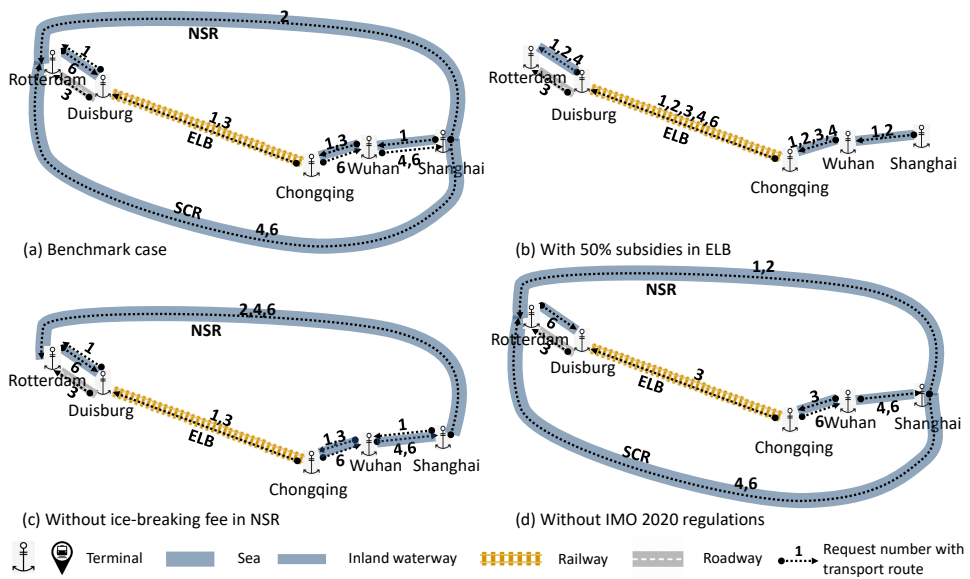 2
NSR
1
6
Rotterdam
3
Duisburg
1,3
ELB
1,3
6
Wuhan
1
4,6
Shanghai
Chongqing
SCR
4,6
(a) Benchmark case
1,2,4
Rotterdam
3
Duisburg
1,2,3,4,6
ELB
1,2,3,4
Wuhan
1,2
Shanghai
Chongqing
(b) With 50% subsidies in ELB
2,4,6
NSR
1
6
Rotterdam
3
Duisburg
1,3
ELB
1,3
6
Wuhan
1
4,6
Shanghai
Chongqing
(c) Without ice-breaking fee in NSR
1,2
NSR
6
Rotterdam
3
Duisburg
3
ELB
3
6
Wuhan
4,6
Shanghai
Chongqing
SCR
4,6
(d) Without IMO 2020 regulations
Terminal
Sea
Inland waterway
Railway
Roadway
1
Request number with
transport route